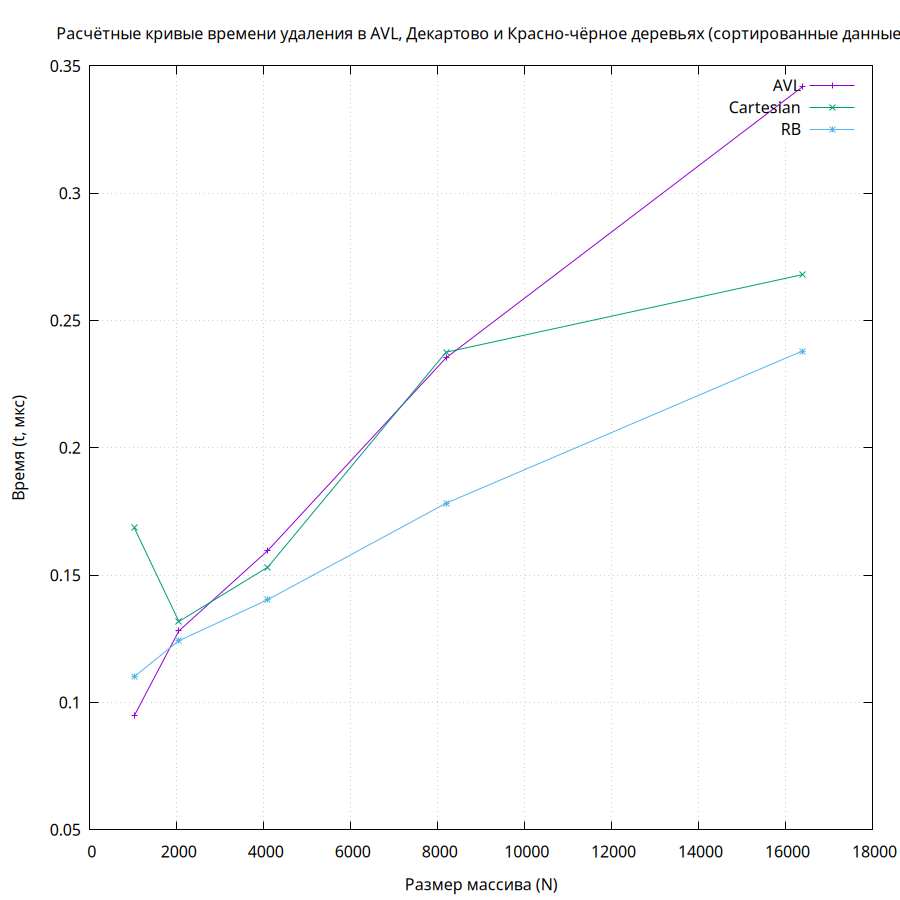 Расчётные кривые времени удаления в AVL, Декартово и Красно-чёрное деревьях (сортированные данные
0.35
AVL
Cartesian
RB
0.3
0.25
0.2
0.15
0.1
0.05
Время (t, мкс)
0 2000 4000 6000 8000 10000 12000 14000 16000 18000
Размер массива (N)